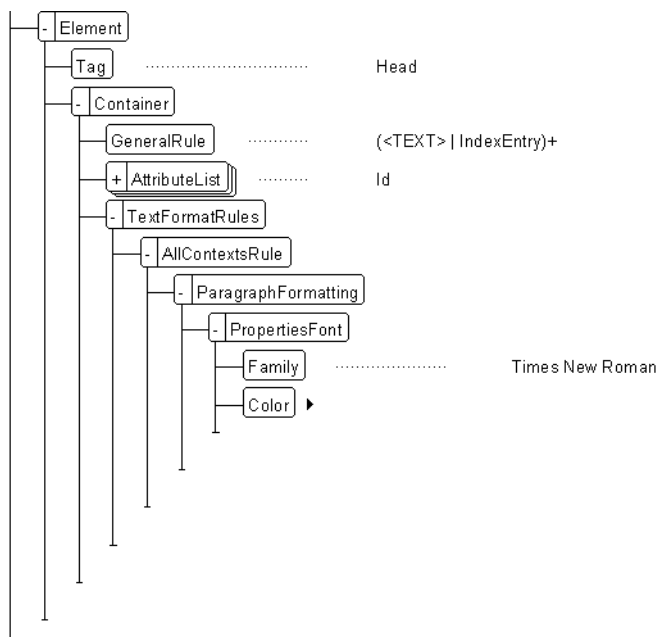 - Element
Tag Head
- Container
GeneralRule (<TEXT> | IndexEntry)+
+ AttributeList Id
- TextFormatRules
- AllContextsRule
- ParagraphFormatting
- PropertiesFont
Family Times New Roman
Color